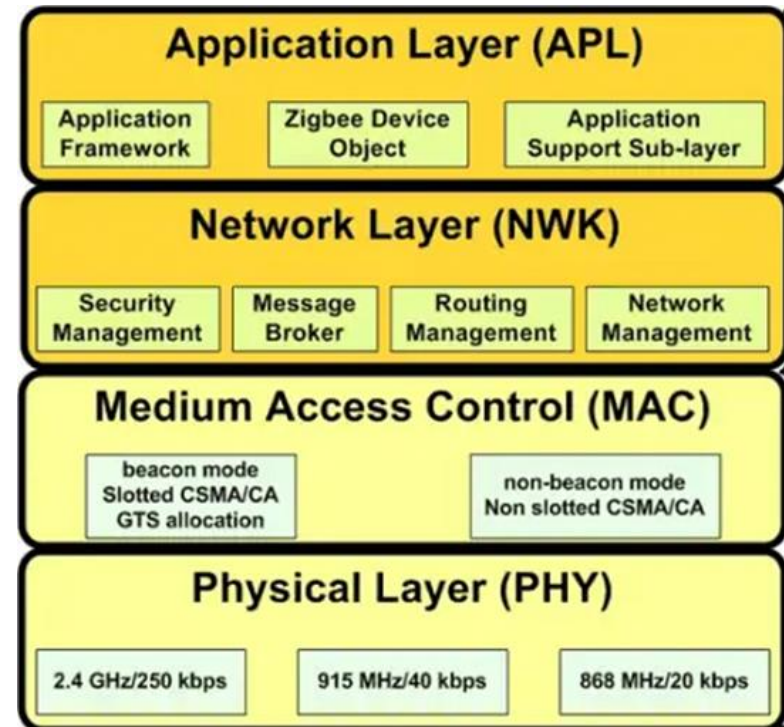 Application Layer (APL)
Application
Framework
Zigbee Device
Object
Application
Support Sub-layer
Network Layer (NWK)
Security
Management
Message
Broker
Routing
Management
Network
Management
Medium Access Control (MAC)
beacon mode
Slotted CSMA/CA
GTS allocation
non-beacon mode
Non slotted CSMA/CA
Physical Layer (PHY)
2.4 GHz/250 kbps
915 MHz/40 kbps
868 MHz/20 kbps